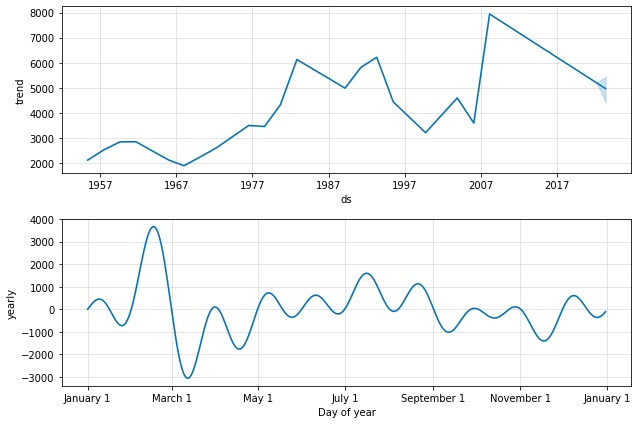 8000
7000
6000
5000
4000
3000
2000
trend
1957 1967 1977 1987 1997 2007 2017
ds
4000
3000
2000
1000
0
−1000
−2000
−3000
yearly
January 1 March 1 May 1 July 1 September 1 November 1 January 1
Day of year